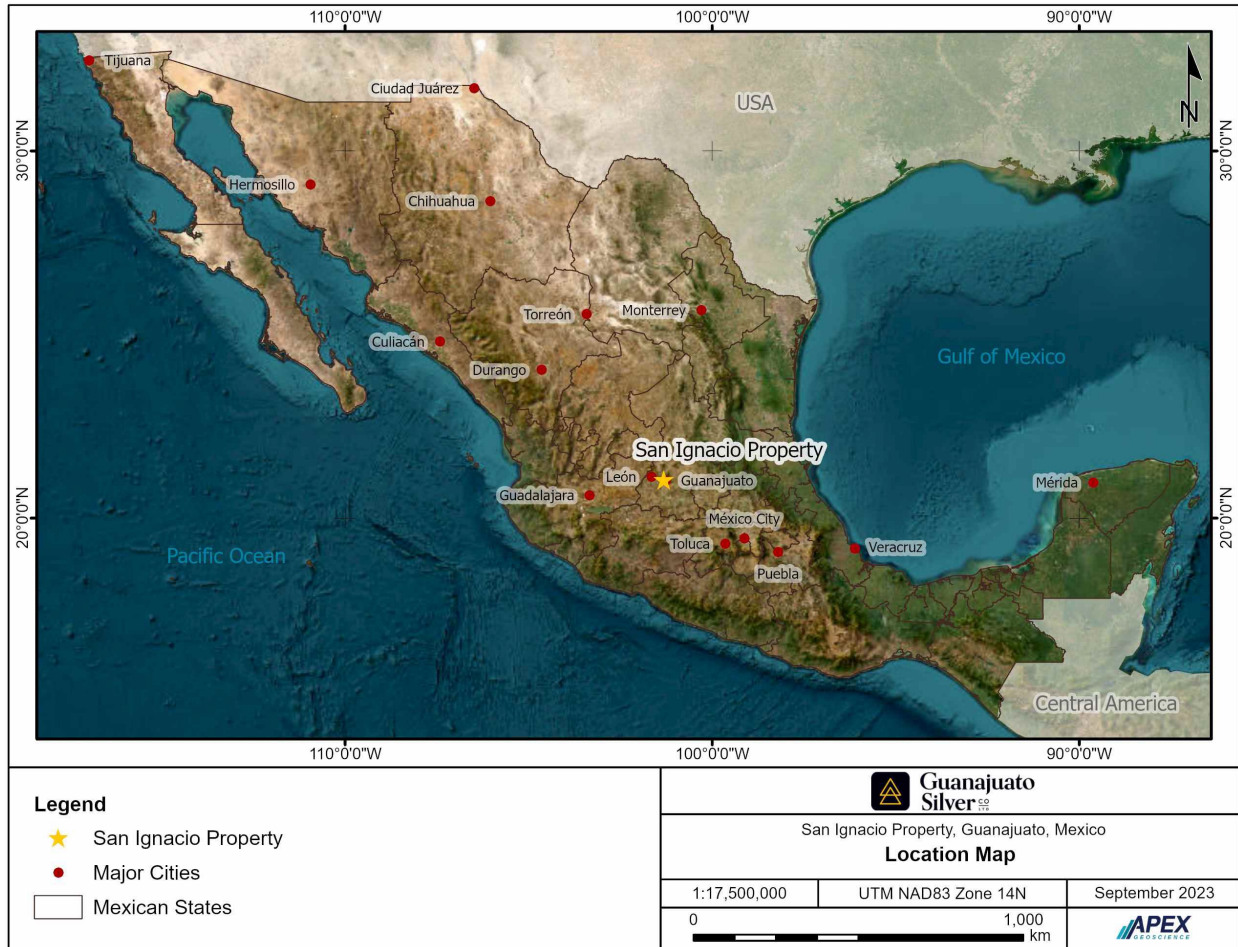 110°0'0"W
100°0'0"W
90°0'0"W
30°0'0"N
30°0'0"N
20°0'0"N
20°0'0"N
Tijuana
Ciudad Juárez
USA
N
Hermosillo
Chihuahua
Torreón
Monterrey
Culiacán
Gulf of Mexico
Durango
San Ignacio Property
León
Guanajuato
Mérida
Guadalajara
México City
Toluca
Veracruz
Pacific Ocean
Puebla
Central America
110°0'0"W
100°0'0"W
90°0'0"W
Legend
San Ignacio Property
Major Cities
Mexican States
Guanajuato
Silver CO LTD
San Ignacio Property, Guanajuato, Mexico
Location Map
1:17,500,000
UTM NAD83 Zone 14N
September 2023
0
1,000
km
APEX
GEOSCIENCE